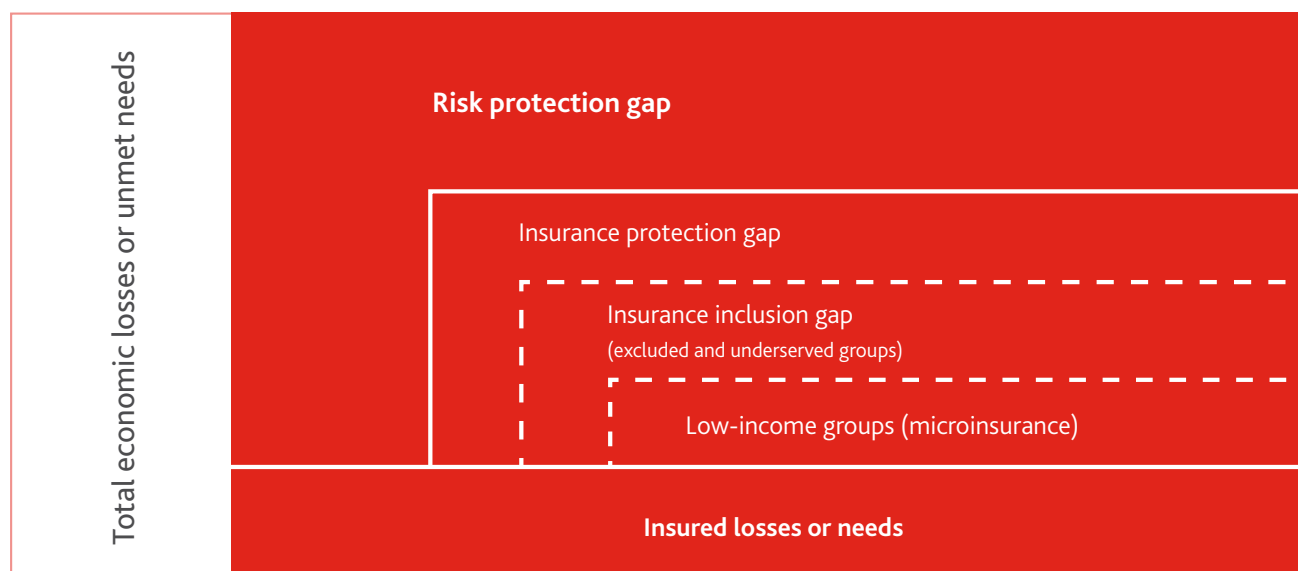 Total economic losses or unmet needs
Risk protection gap
Insurance protection gap
Insurance inclusion gap
(excluded and underserved groups)
Low-income groups (microinsurance)
Insured losses or needs